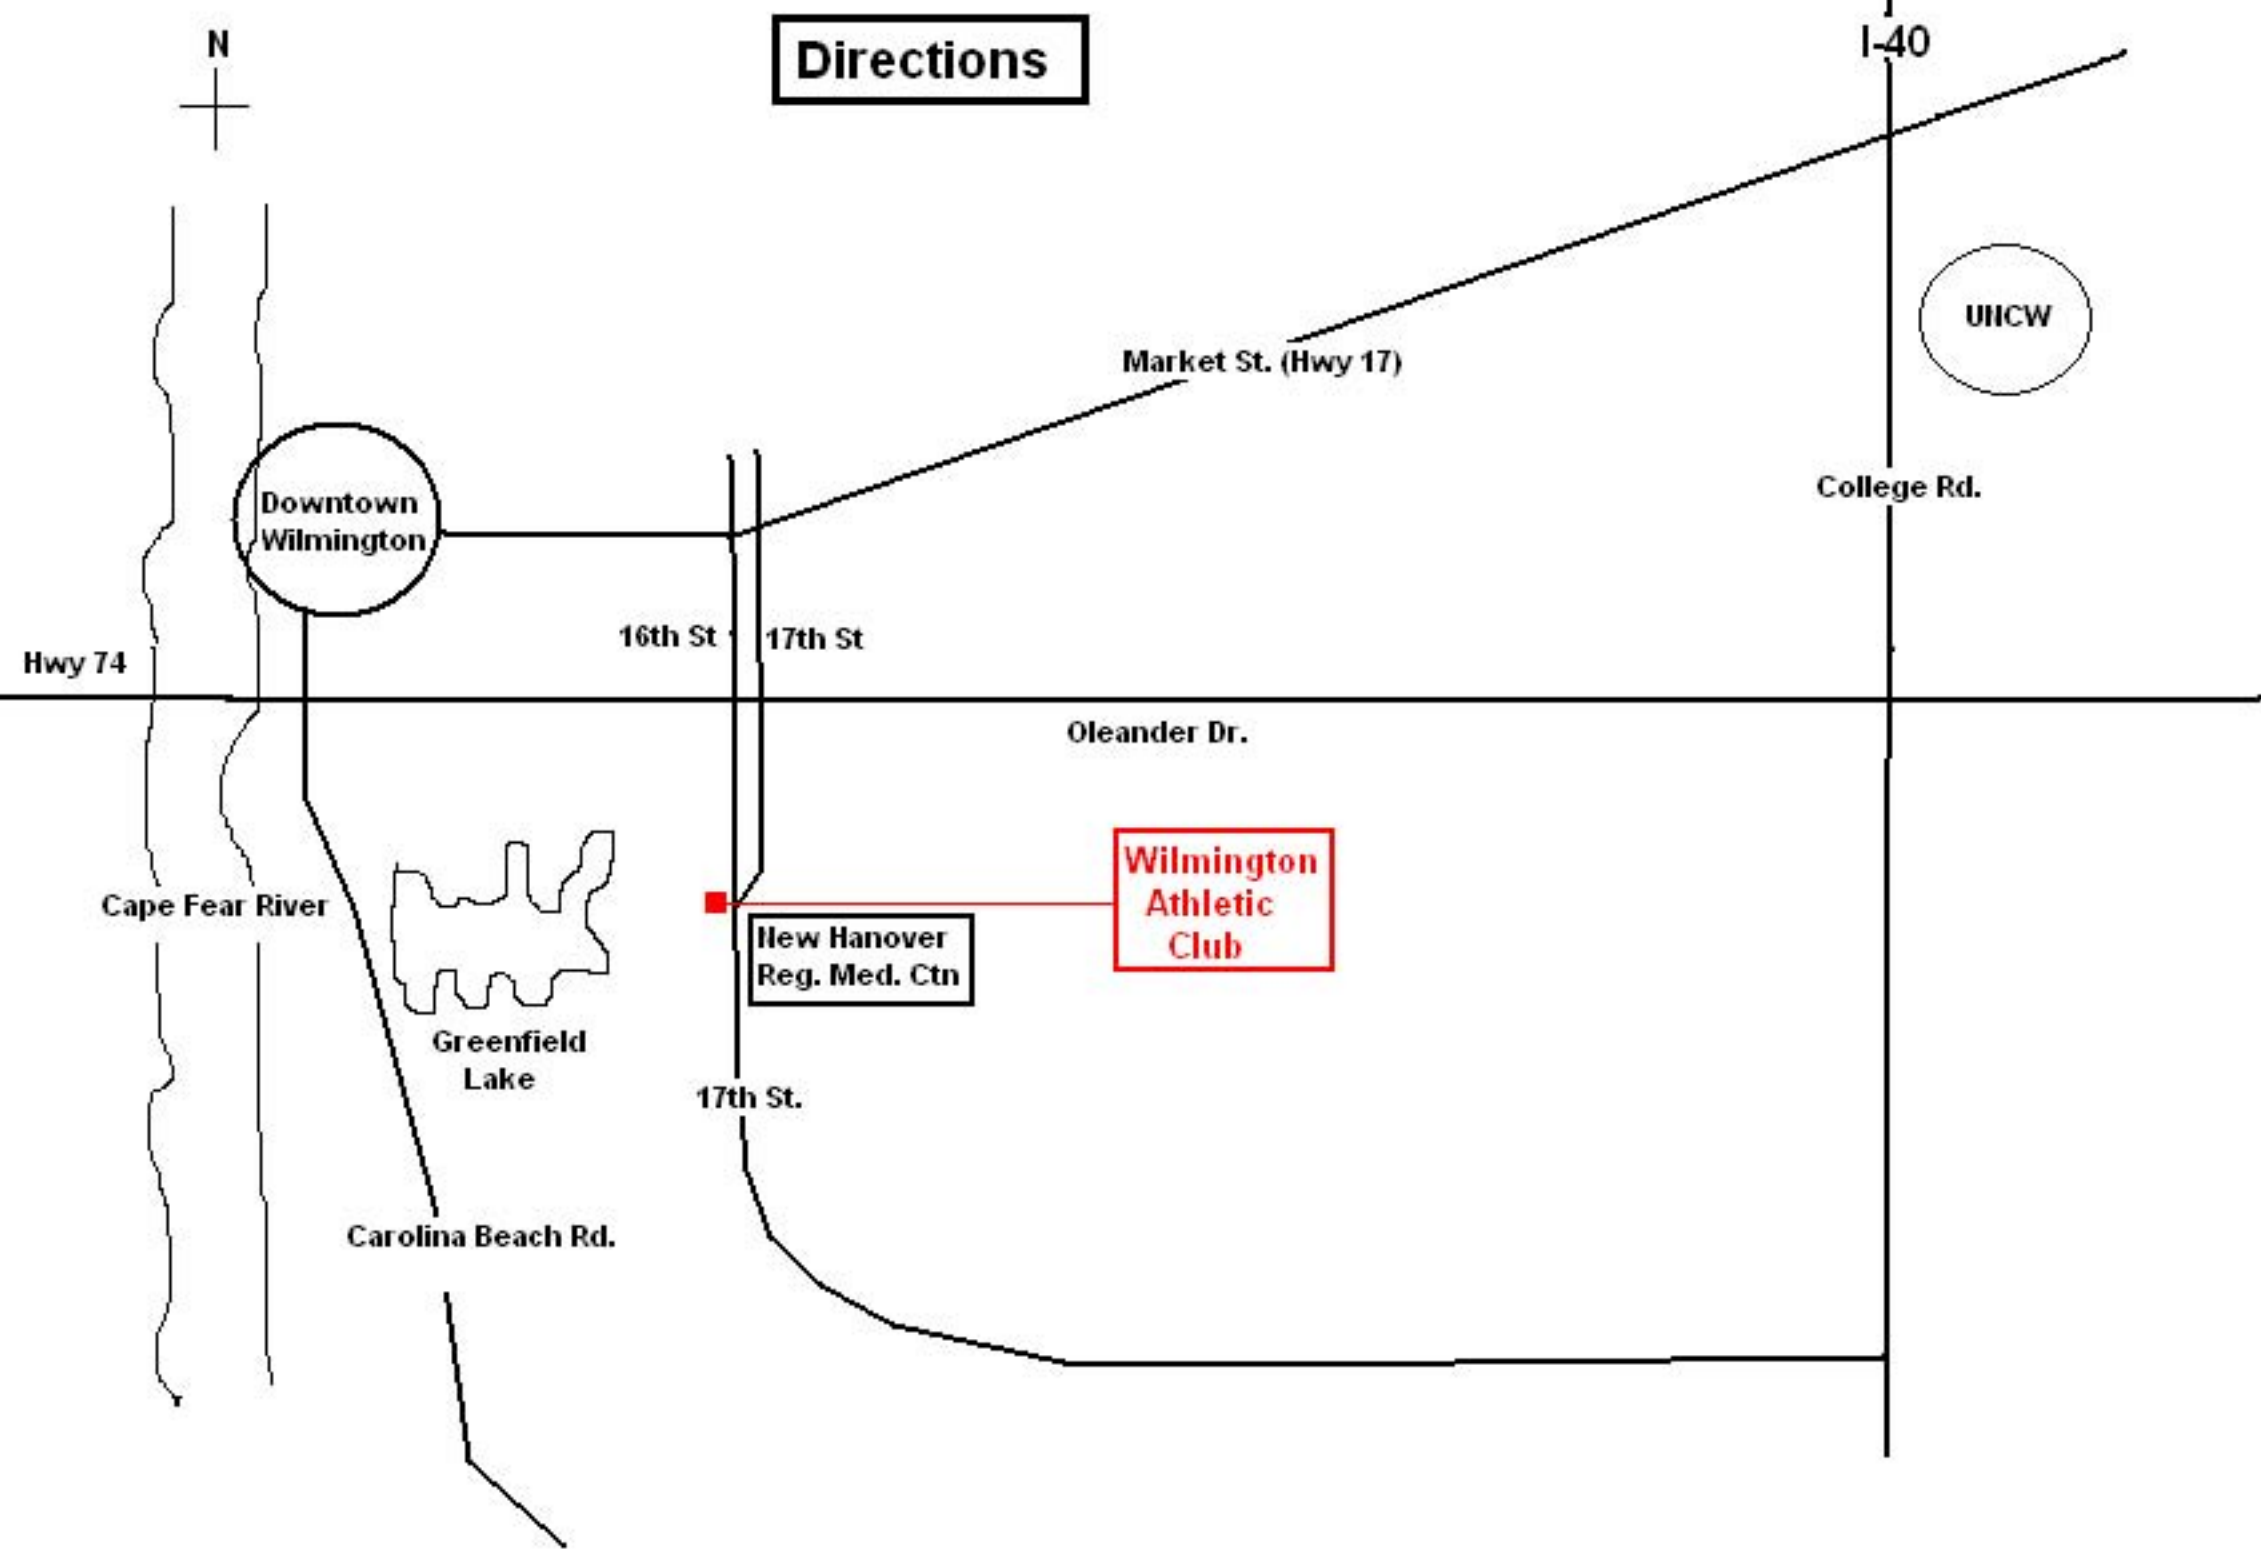 N
Directions
I-40
UNCW
Market St. (Hwy 17)
College Rd.
Downtown
Wilmington
16th St
17th St
Hwy 74
Oleander Dr.
Wilmington
Athletic
Club
Cape Fear River
New Hanover
Reg. Med. Ctn
Greenfield
Lake
17th St.
Carolina Beach Rd.